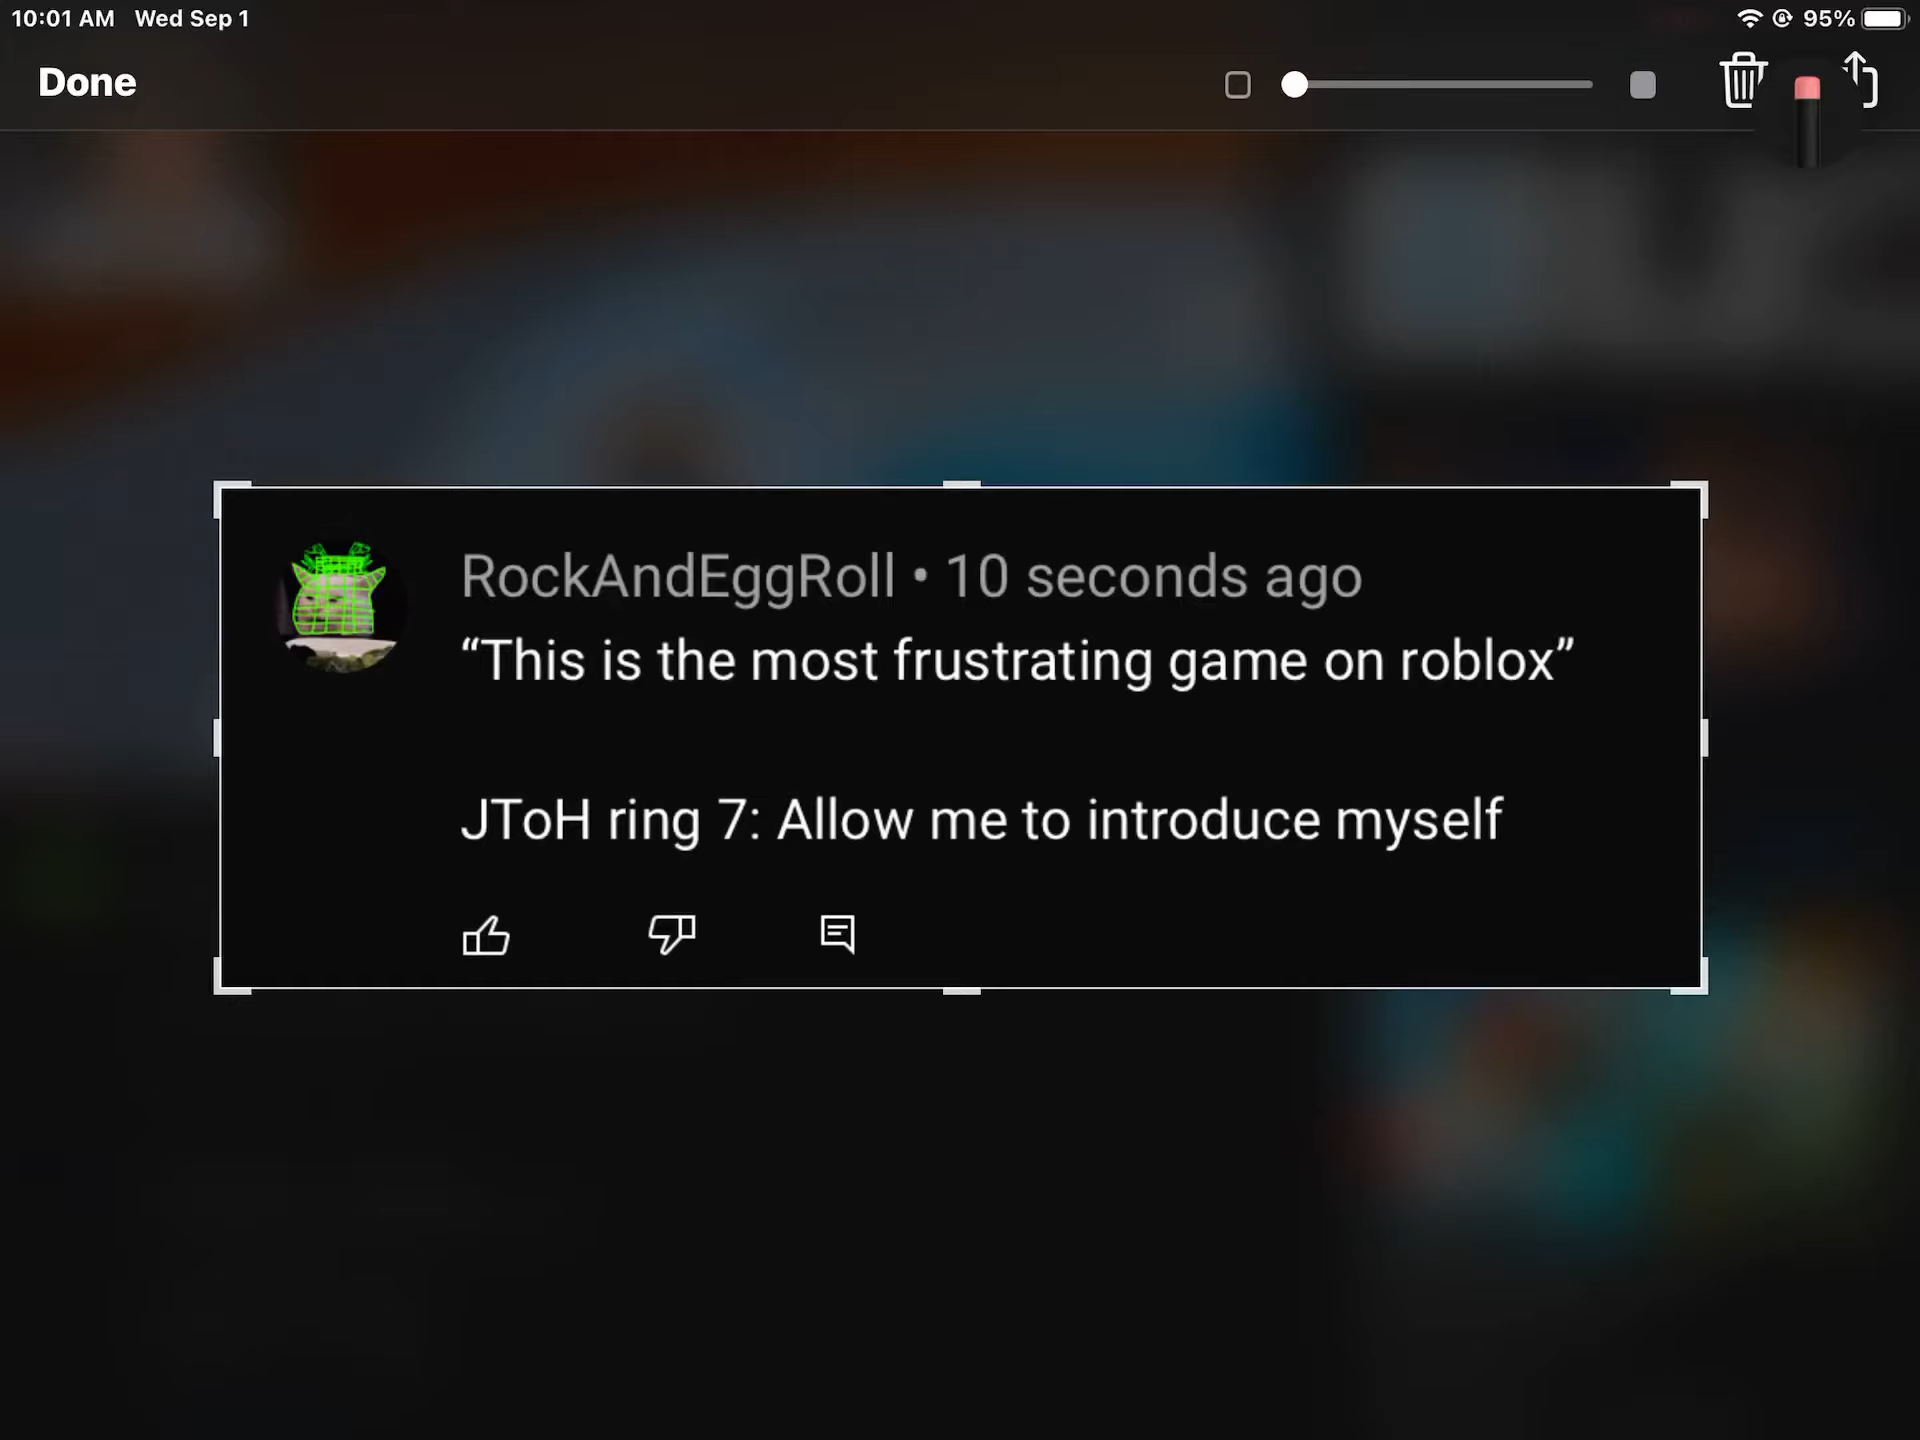 10:01 AM Wed Sep 1
95%
Done
RockAndEggRoll • 10 seconds ago
“This is the most frustrating game on roblox”
JToH ring 7: Allow me to introduce myself